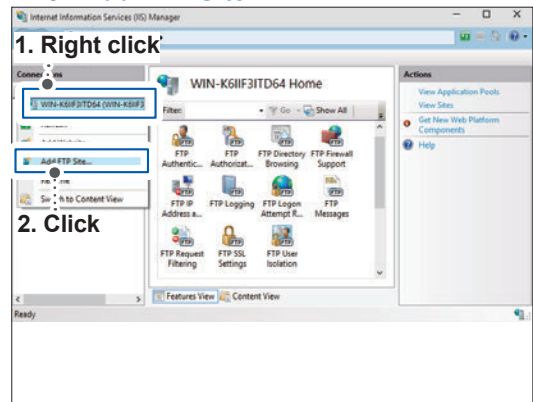 Internet Information Services (IIS) Manager
1. Right click
Connections
WIN-K6IIF3ITD64 (WIN-K6IIF3
Add FTP Site...
Switch to Content View
2. Click
WIN-K6IIF3ITD64 Home
Filter:
Go
Show All
FTP Authentic...
FTP Authorizat...
FTP Directory Browsing
FTP Firewall Support
FTP IP Address a...
FTP Logging
FTP Logon Attempt R...
FTP Messages
FTP Request Filtering
FTP SSL Settings
FTP User Isolation
Features View
Content View
Actions
View Application Pools
View Sites
Get New Web Platform
Components
Help
Ready